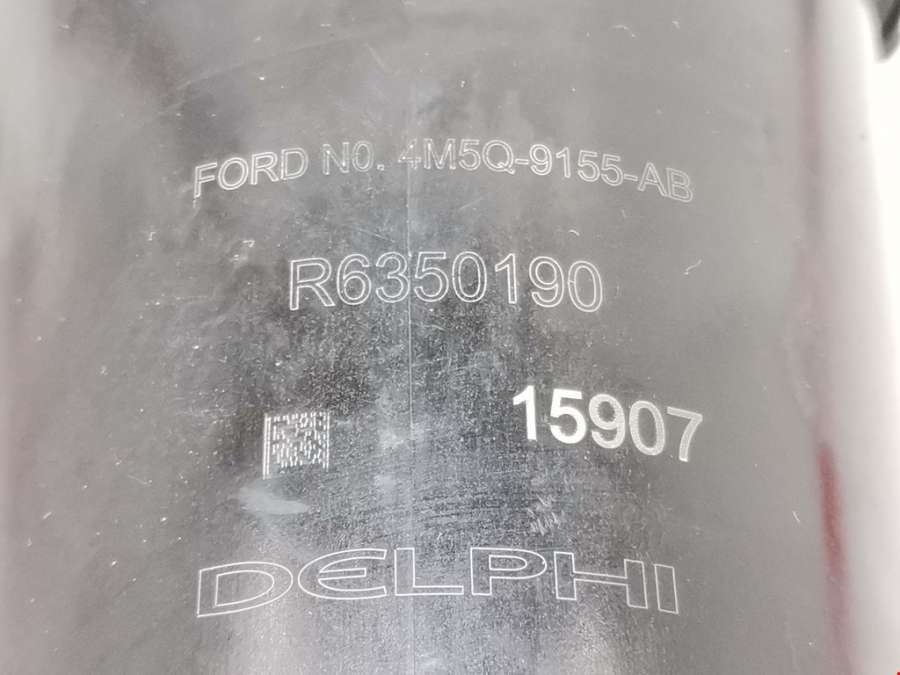 FORD N0. 4M5Q-9155-AB
R6350190
15907
DELPHI